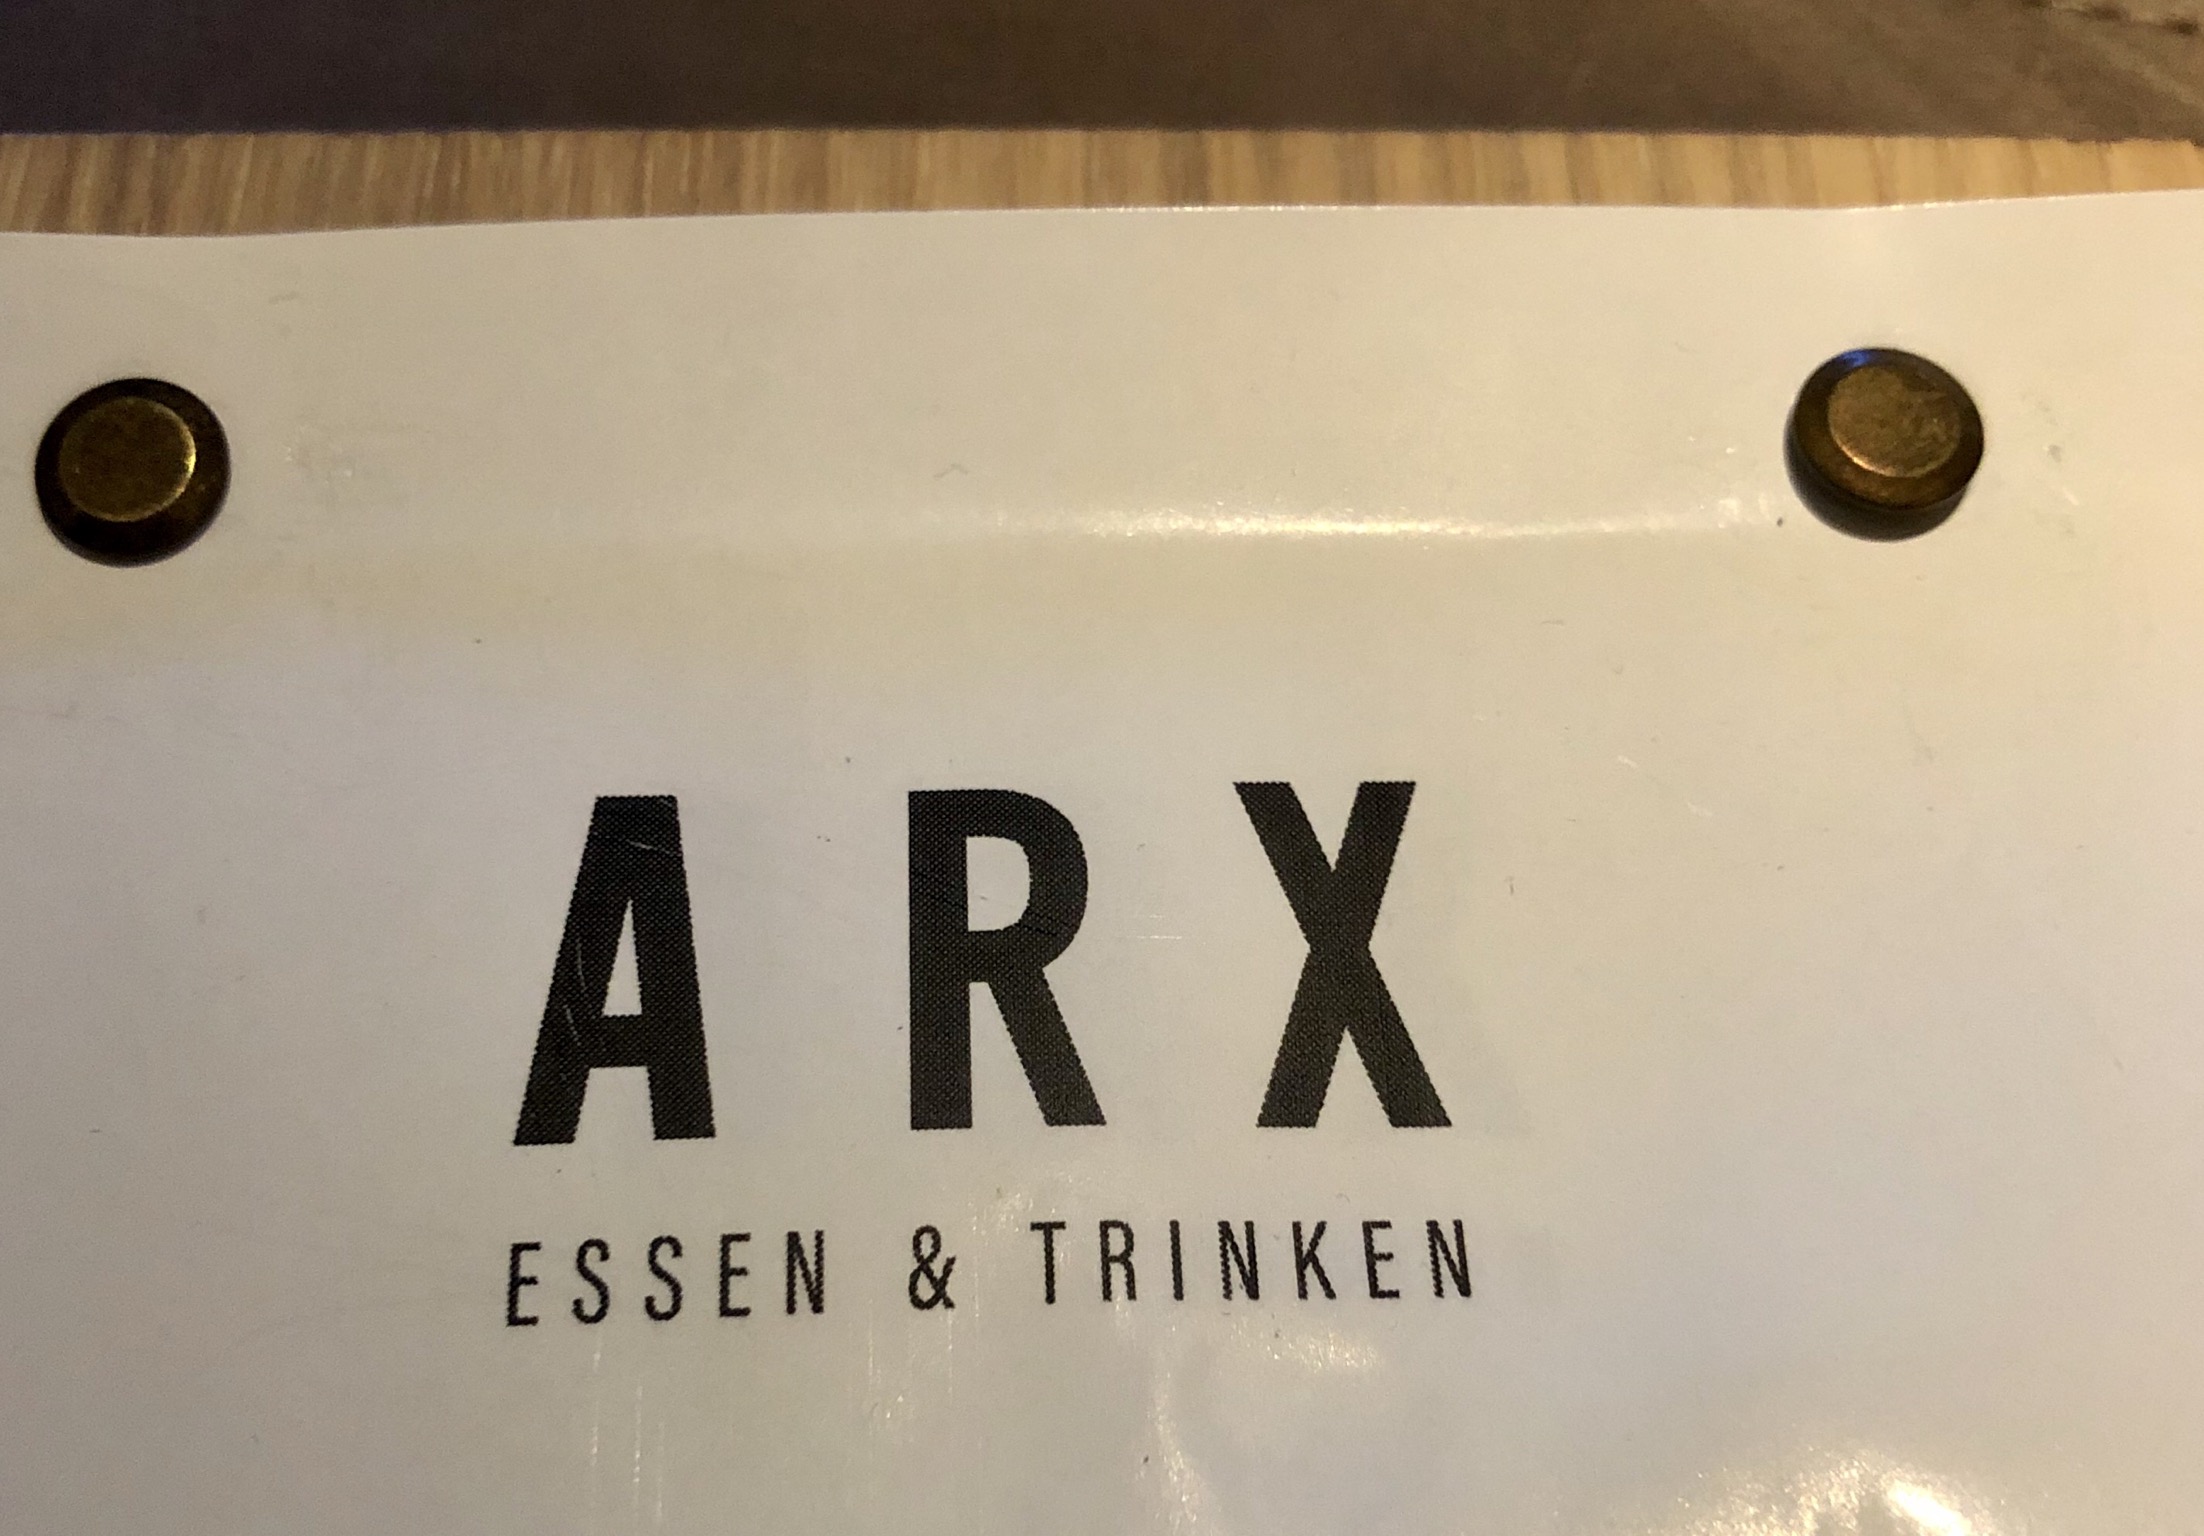 ARX
ESSEN & TRINKEN